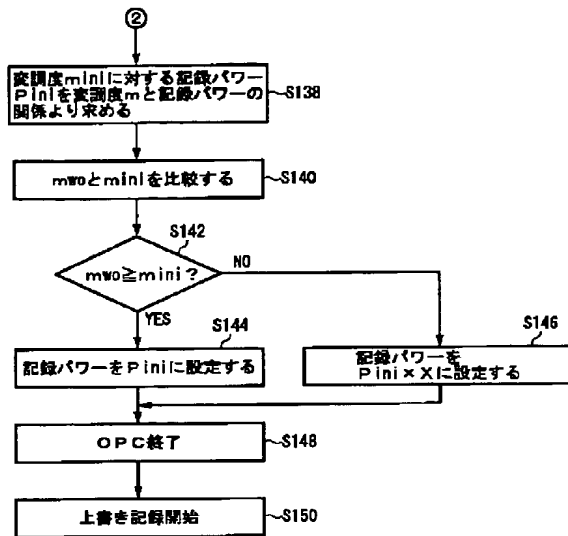 ②
変調度miniに対する記録パワー
Piniを変調度mと記録パワーの
関係より求める
S138
mwoとminiを比較する
S140
S142
mwo≧mini?
NO
YES
S144
記録パワーをPiniに設定する
S146
記録パワーを
Pini×Xに設定する
OPC終了
S148
上書き記録開始
S150